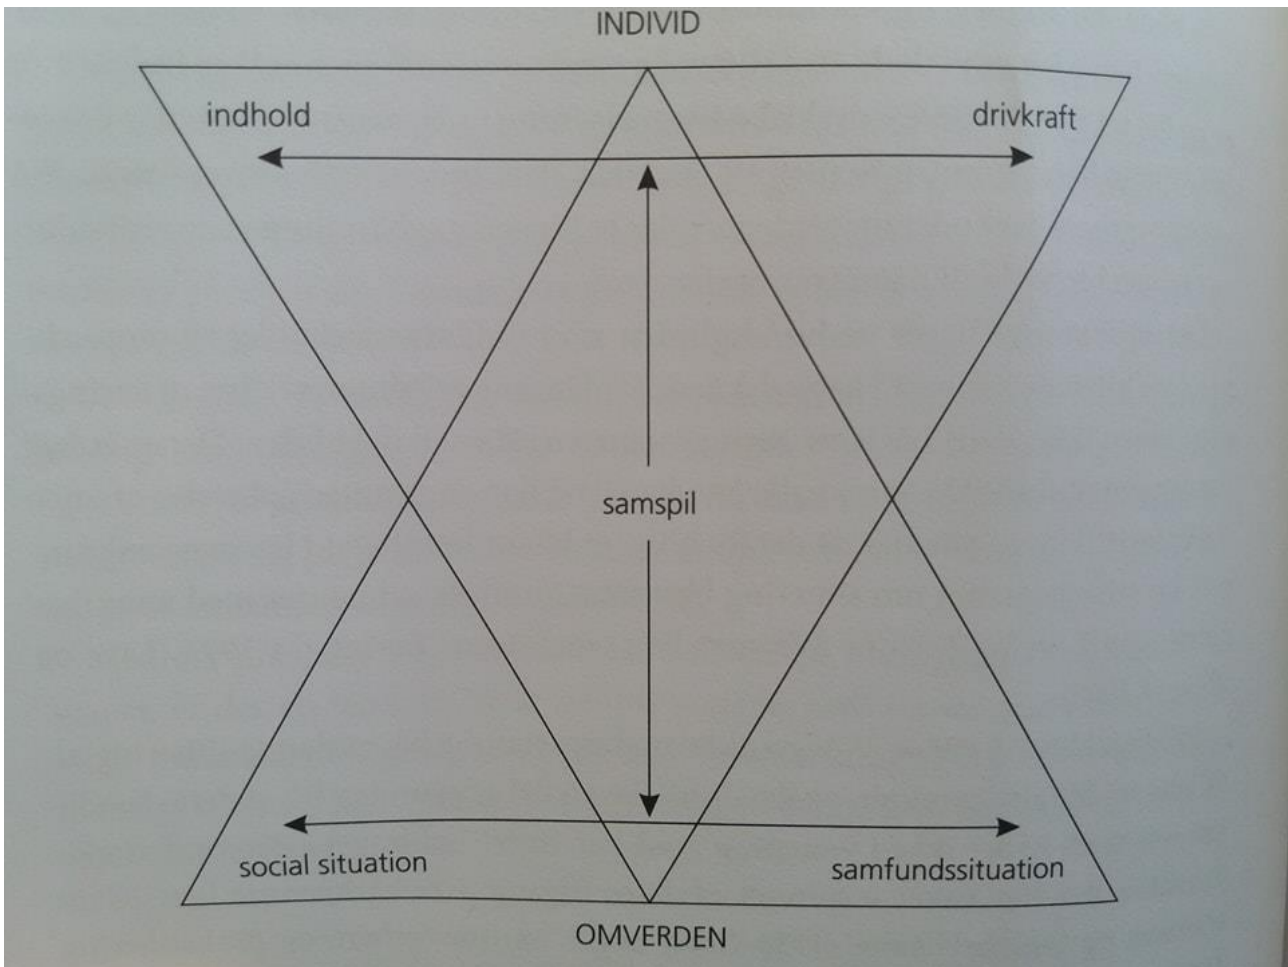 INDIVID
indhold
drivkraft
samspil
social situation
samfundssituation
OMVERDEN